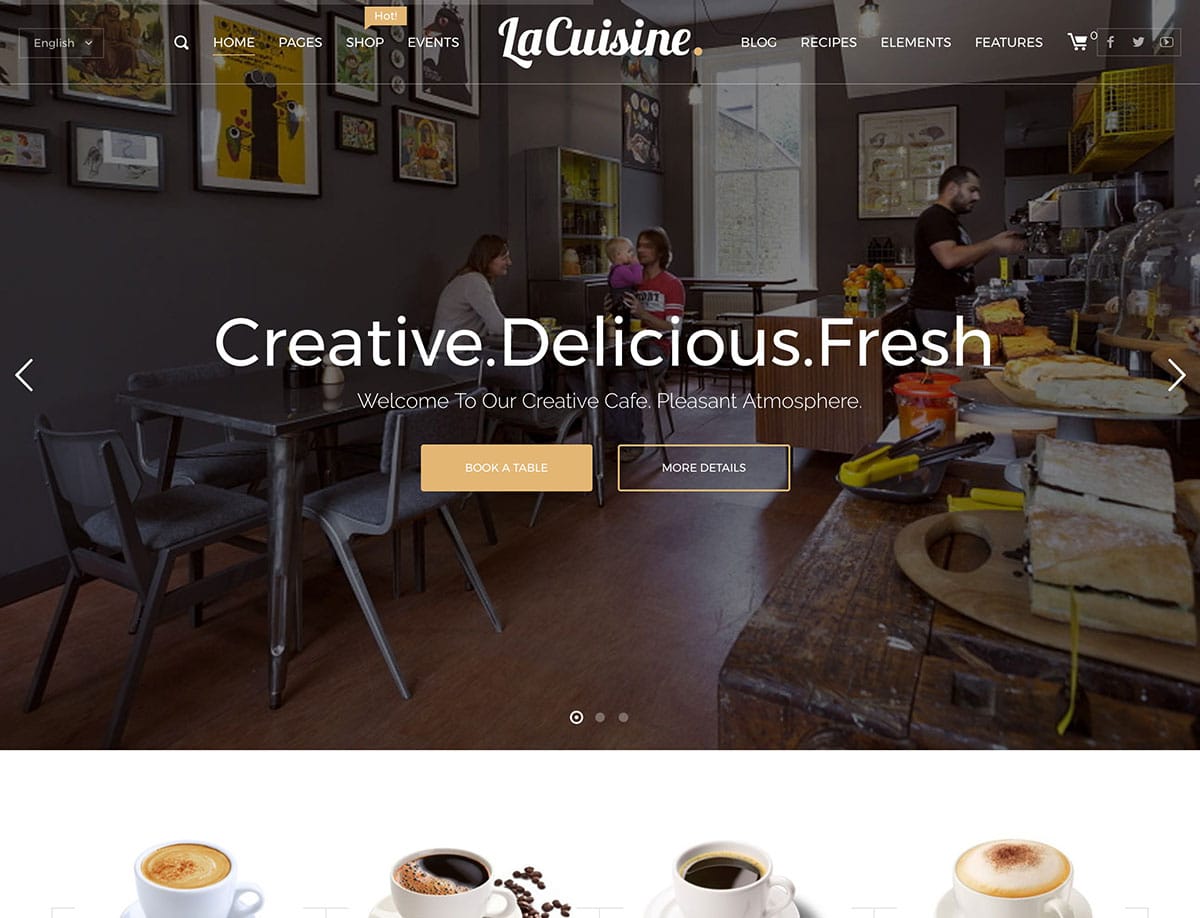 Hot!
English
HOME
PAGES
SHOP
EVENTS
LaCuisine.
BLOG
RECIPES
ELEMENTS
FEATURES
0
Creative.Delicious.Fresh
Welcome To Our Creative Cafe. Pleasant Atmosphere.
BOOK A TABLE
MORE DETAILS